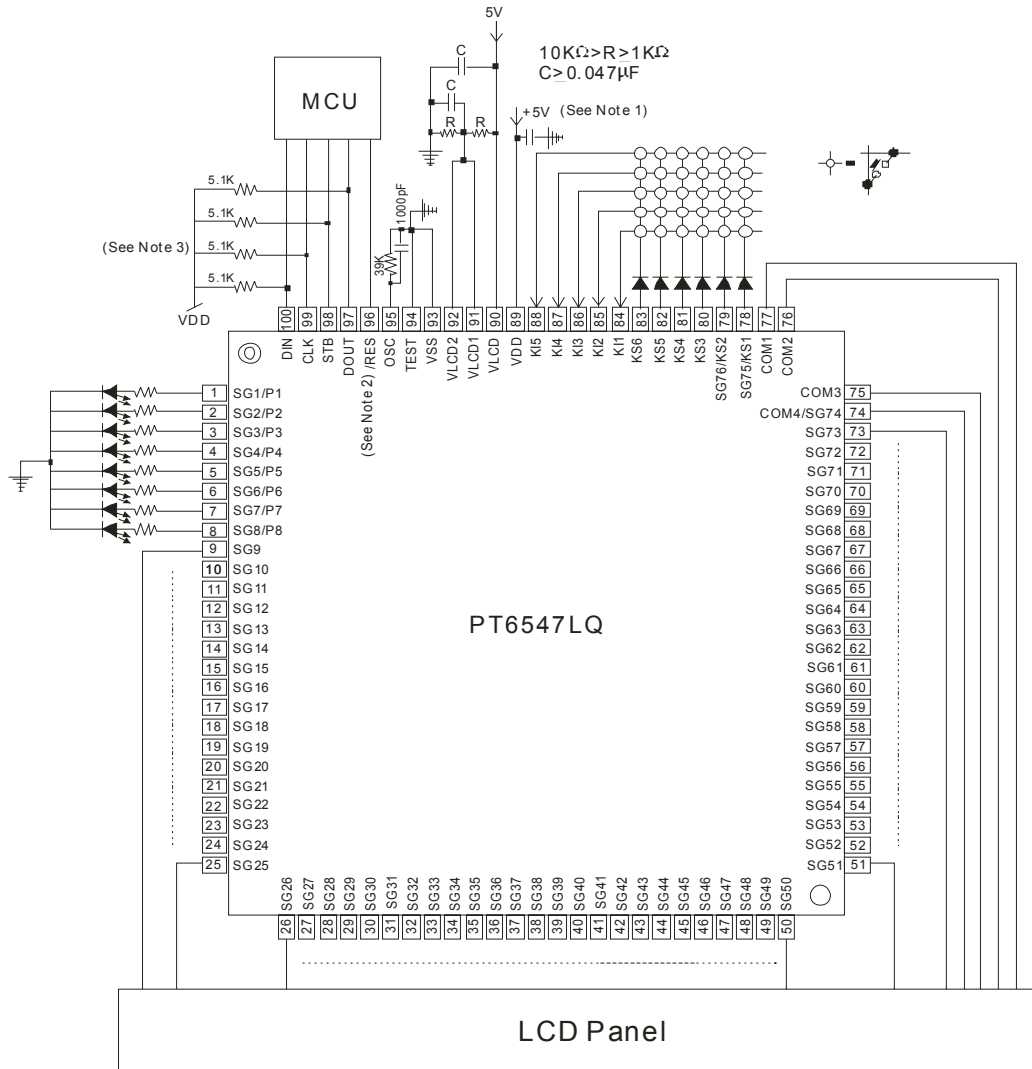 5V
10KΩ>R≥1KΩ
C≥0.047µF
C
C
R
R
+5V (See Note 1)
MCU
5.1K
5.1K
5.1K
5.1K
(See Note 3)
VDD
39K
1000pF
100 99 98 97 96 95 94 93 92 91 90 89 88 87 86 85 84 83 82 81 80 79 78 77 76
DIN CLK STB DOUT /RES OSC TEST VSS VLCD2 VLCD1 VLCD VDD KI5 KI4 KI3 KI2 KI1 KS6 KS5 KS4 KS3 SG76/KS2 SG75/KS1 COM1 COM2
(See Note 2)
1 SG1/P1
2 SG2/P2
3 SG3/P3
4 SG4/P4
5 SG5/P5
6 SG6/P6
7 SG7/P7
8 SG8/P8
9 SG9
10 SG10
11 SG11
12 SG12
13 SG13
14 SG14
15 SG15
16 SG16
17 SG17
18 SG18
19 SG19
20 SG20
21 SG21
22 SG22
23 SG23
24 SG24
25 SG25
PT6547LQ
COM3 75
COM4/SG74 74
SG73 73
SG72 72
SG71 71
SG70 70
SG69 69
SG68 68
SG67 67
SG66 66
SG65 65
SG64 64
SG63 63
SG62 62
SG61 61
SG60 60
SG59 59
SG58 58
SG57 57
SG56 56
SG55 55
SG54 54
SG53 53
SG52 52
SG51 51
SG26 SG27 SG28 SG29 SG30 SG31 SG32 SG33 SG34 SG35 SG36 SG37 SG38 SG39 SG40 SG41 SG42 SG43 SG44 SG45 SG46 SG47 SG48 SG49 SG50
26 27 28 29 30 31 32 33 34 35 36 37 38 39 40 41 42 43 44 45 46 47 48 49 50
LCD Panel